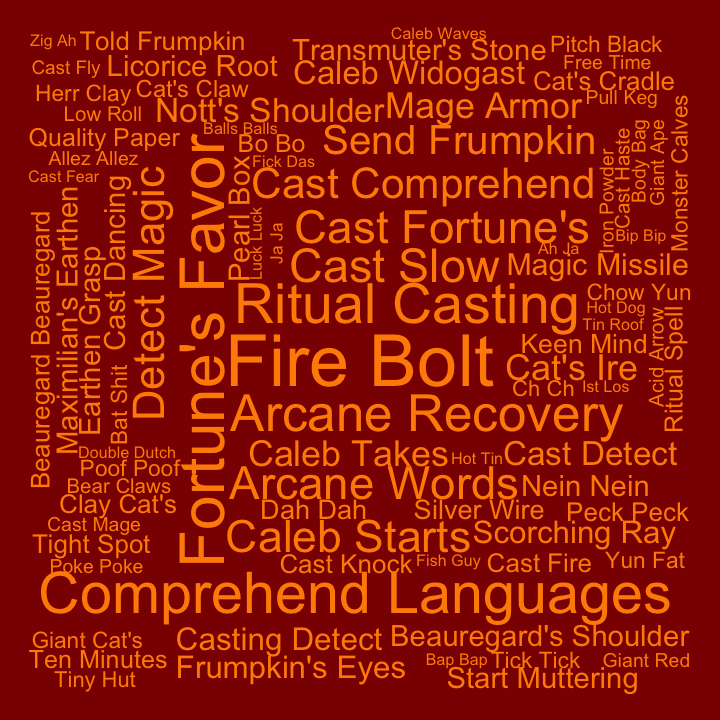 Zig Ah
Told Frumpkin
Caleb Waves
Transmuter's Stone
Pitch Black
Cast Fly
Licorice Root
Caleb Widogast
Free Time
Cat's Cradle
Herr Clay
Cat's Claw
Pull Keg
Low Roll
Nott's Shoulder
Mage Armor
Quality Paper
Balls Balls
Bo Bo
Send Frumpkin
Allez Allez
Fick Das
Cast Fear
Cast Comprehend
Iron Powder
Cast Haste
Body Bag
Giant Ape
Monster Calves
Beauregard Beauregard
Maximilian's Earthen
Earthen Grasp
Cast Dancing
Bat Shit
Detect Magic
Fortune's Favor
Pearl Box
Luck Luck
Ja Ja
Cast Fortune's
Bip Bip
Ah Ja
Cast Slow
Magic Missile
Ritual Casting
Chow Yun
Hot Dog
Tin Roof
Acid Arrow
Ritual Spell
Fire Bolt
Keen Mind
Cat's Ire
Ch Ch
Ist Los
Arcane Recovery
Double Dutch
Caleb Takes
Hot Tin
Cast Detect
Poof Poof
Bear Claws
Arcane Words
Nein Nein
Clay Cat's
Dah Dah
Silver Wire
Peck Peck
Cast Mage
Caleb Starts
Scorching Ray
Tight Spot
Poke Poke
Cast Knock
Fish Guy
Cast Fire
Yun Fat
Comprehend Languages
Giant Cat's
Casting Detect
Beauregard's Shoulder
Ten Minutes
Frumpkin's Eyes
Bap Bap
Tick Tick
Giant Red
Tiny Hut
Start Muttering